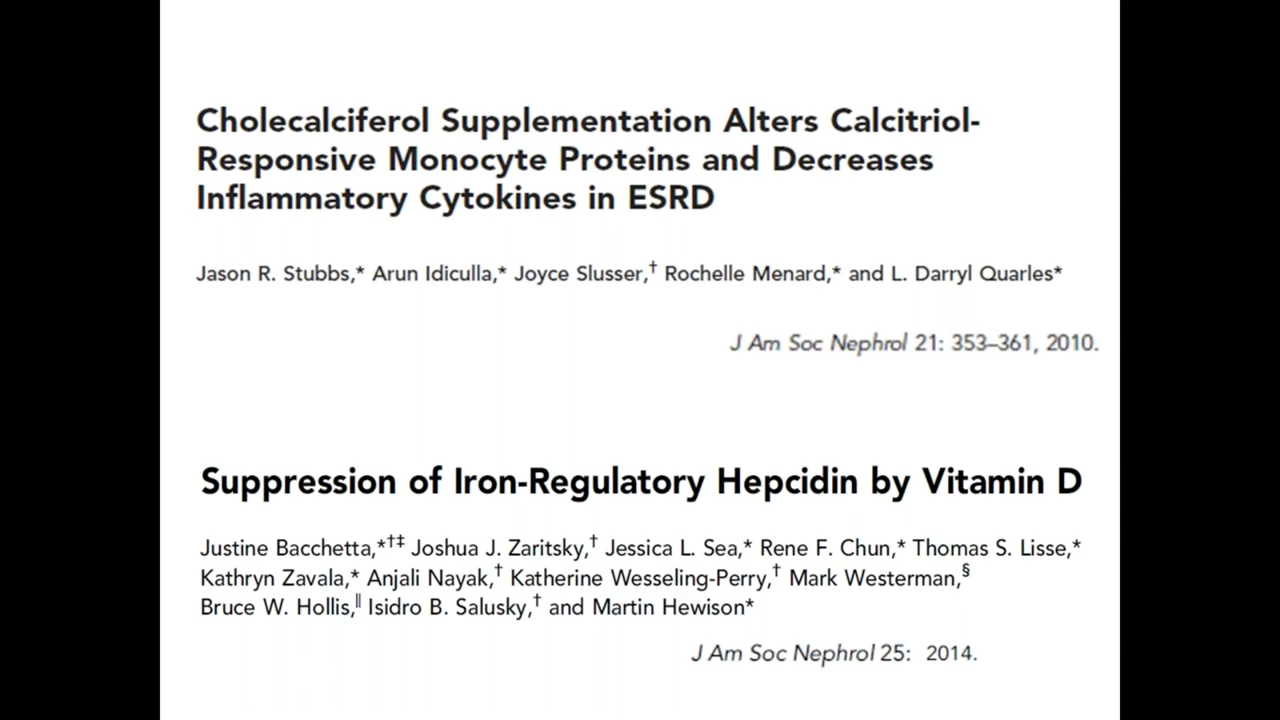 Cholecalciferol Supplementation Alters Calcitriol-
Responsive Monocyte Proteins and Decreases
Inflammatory Cytokines in ESRD
Jason R. Stubbs,* Arun Idiculla,* Joyce Slusser,† Rochelle Menard,* and L. Darryl Quarles*
J Am Soc Nephrol 21: 353–361, 2010.
Suppression of Iron-Regulatory Hepcidin by Vitamin D
Justine Bacchetta,*†‡ Joshua J. Zaritsky,† Jessica L. Sea,* Rene F. Chun,* Thomas S. Lisse,*
Kathryn Zavala,* Anjali Nayak,† Katherine Wesseling-Perry,† Mark Westerman,§
Bruce W. Hollis,‖ Isidro B. Salusky,† and Martin Hewison*
J Am Soc Nephrol 25: 2014.